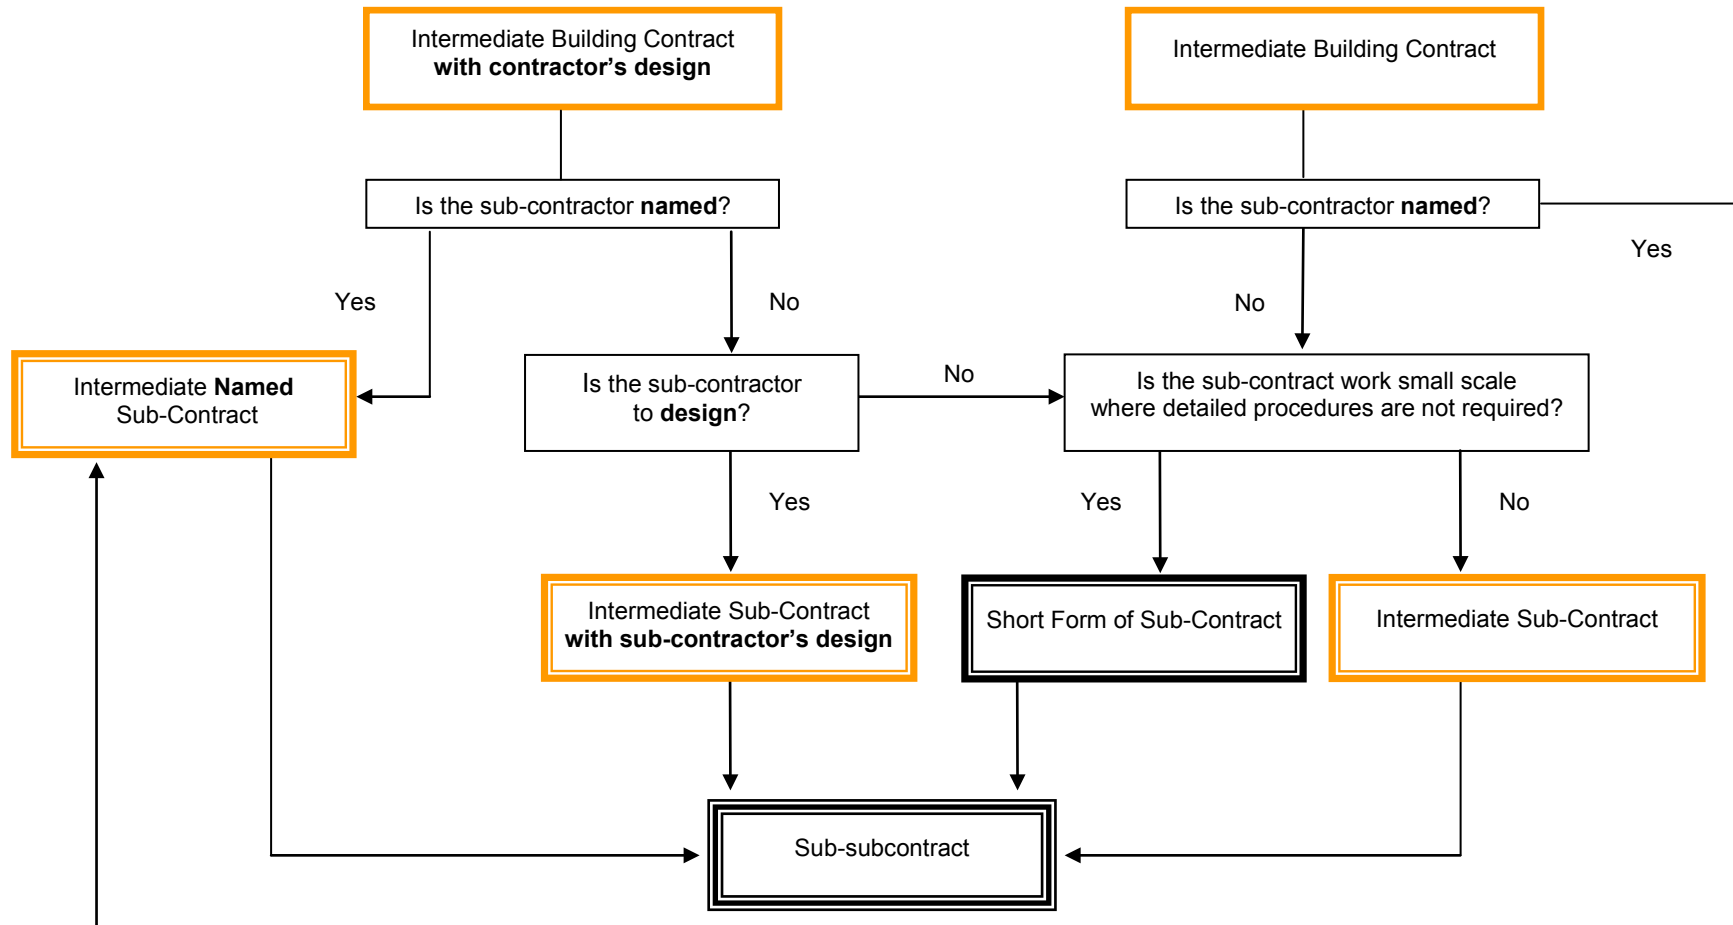 Intermediate Building Contract
with contractor’s design
Intermediate Building Contract
Is the sub-contractor named?
Is the sub-contractor named?
Yes
Yes
No
No
Intermediate Named
Sub-Contract
Is the sub-contractor
to design?
No
Is the sub-contract work small scale
where detailed procedures are not required?
Yes
Yes
No
Intermediate Sub-Contract
with sub-contractor’s design
Short Form of Sub-Contract
Intermediate Sub-Contract
Sub-subcontract